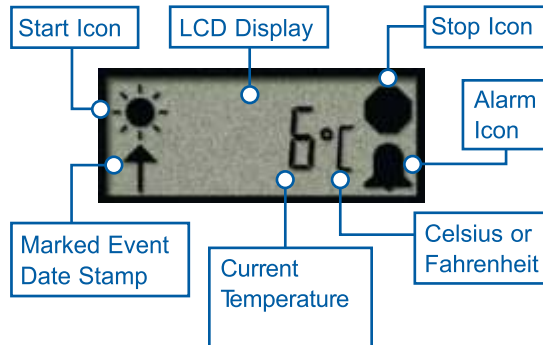 Start Icon
LCD Display
Stop Icon
Alarm
Icon
6°C
Marked Event
Date Stamp
Current
Temperature
Celsius or
Fahrenheit